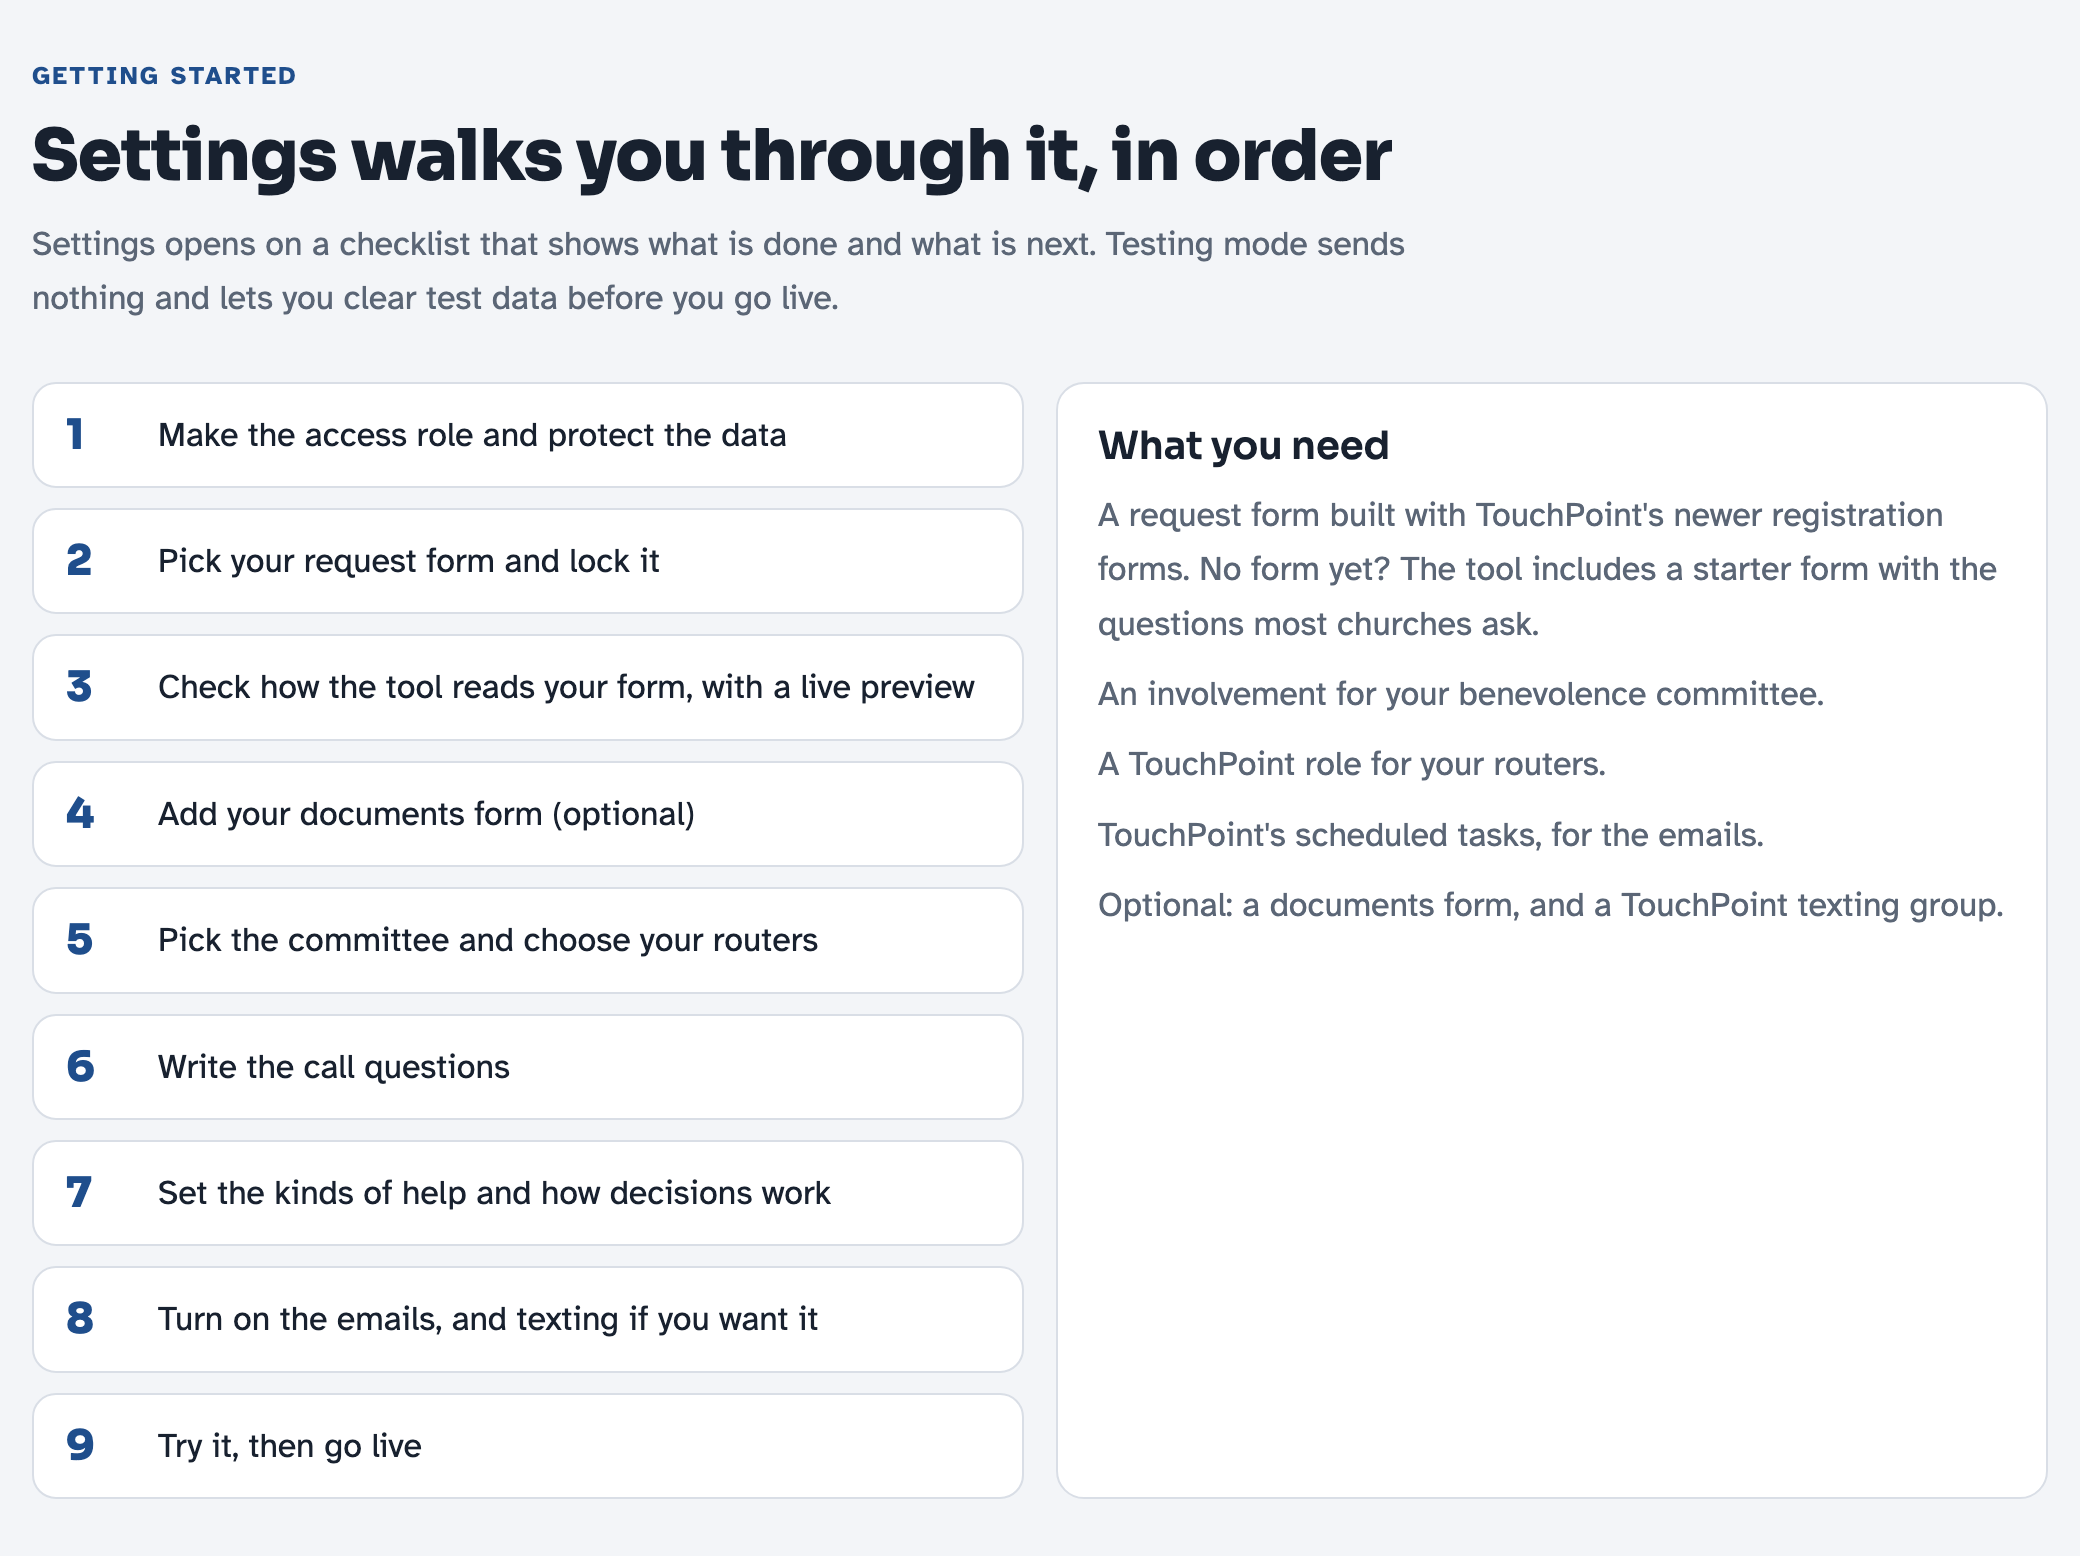 GETTING STARTED
Settings walks you through it, in order
Settings opens on a checklist that shows what is done and what is next. Testing mode sends
nothing and lets you clear test data before you go live.
1 Make the access role and protect the data
2 Pick your request form and lock it
3 Check how the tool reads your form, with a live preview
4 Add your documents form (optional)
5 Pick the committee and choose your routers
6 Write the call questions
7 Set the kinds of help and how decisions work
8 Turn on the emails, and texting if you want it
9 Try it, then go live
What you need
A request form built with TouchPoint's newer registration
forms. No form yet? The tool includes a starter form with the
questions most churches ask.
An involvement for your benevolence committee.
A TouchPoint role for your routers.
TouchPoint's scheduled tasks, for the emails.
Optional: a documents form, and a TouchPoint texting group.